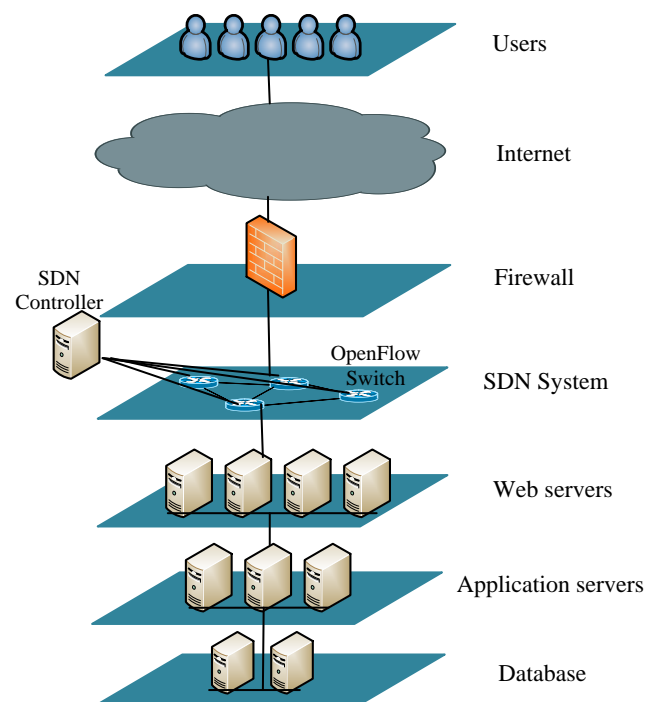 Users
Internet
Firewall
SDN
Controller
OpenFlow
Switch
SDN System
Web servers
Application servers
Database